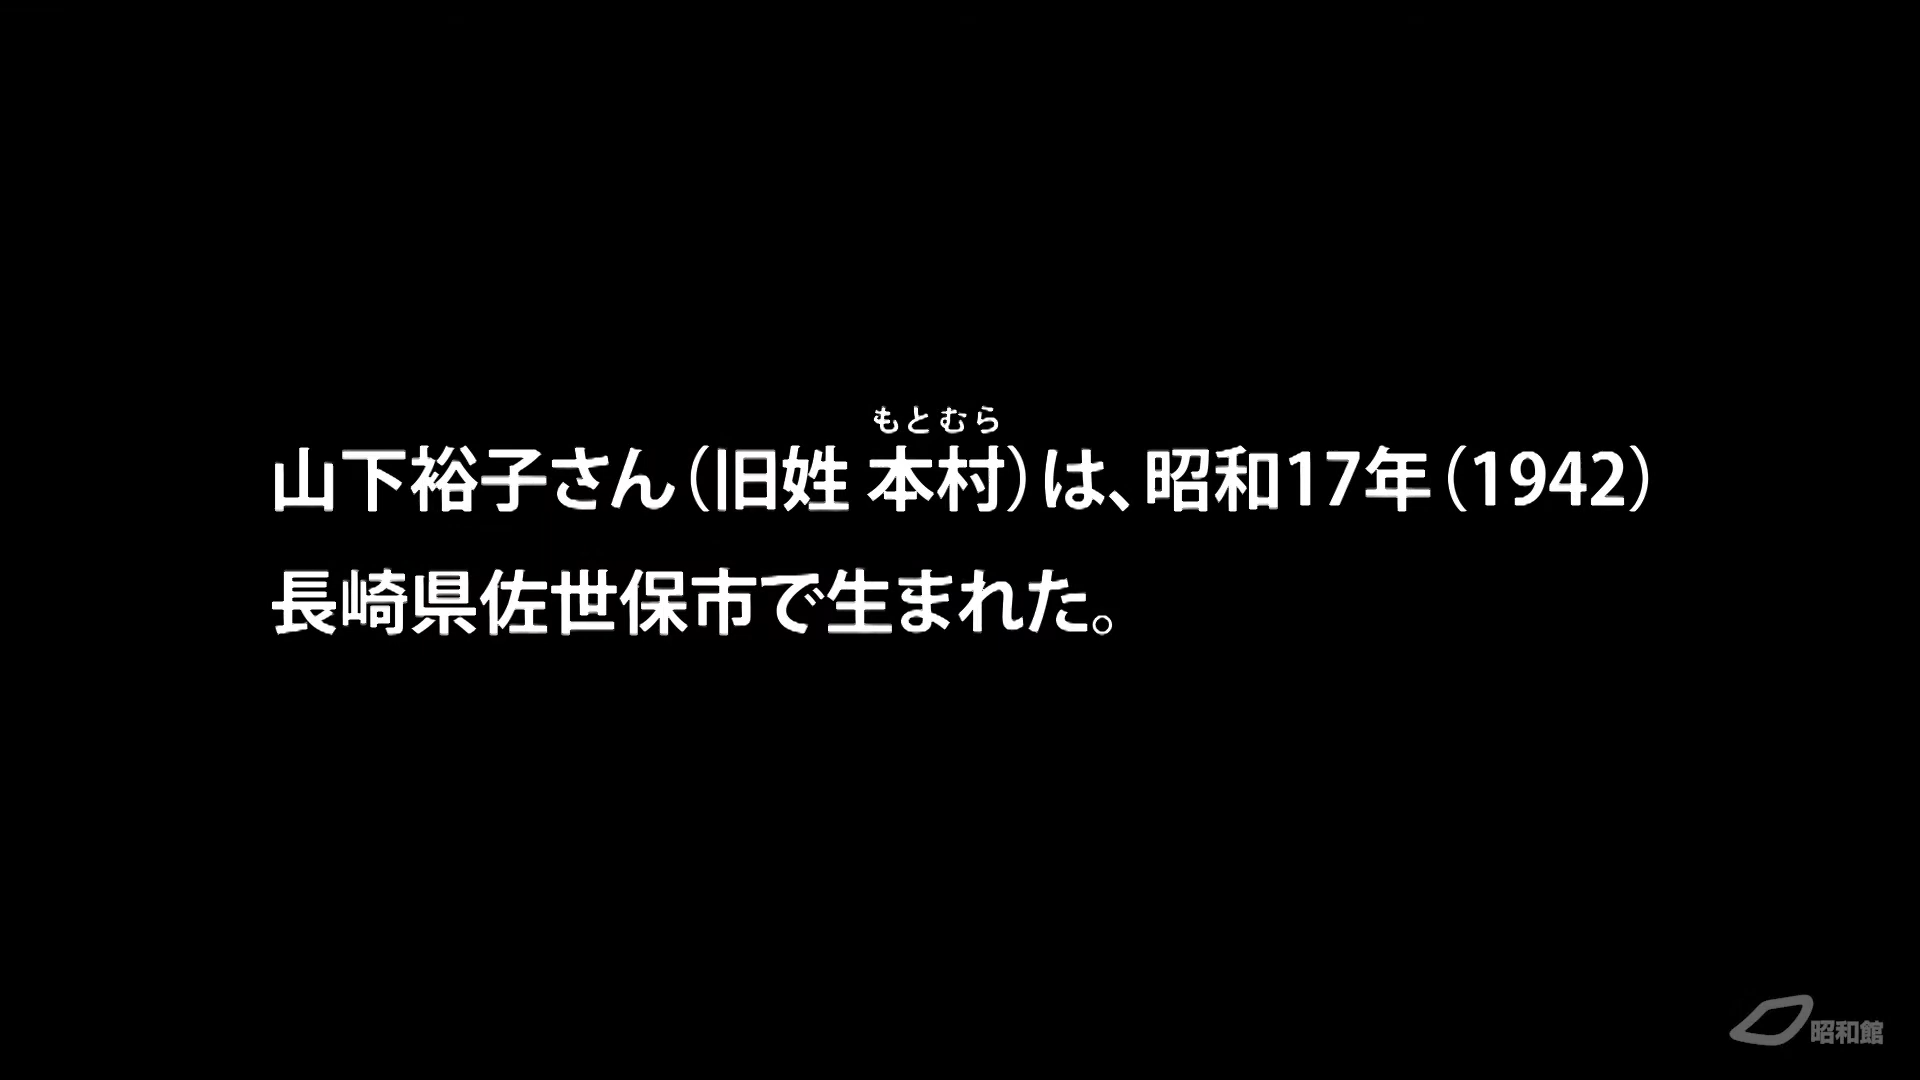 もとむら
山下裕子さん（旧姓 本村）は、昭和17年（1942）
長崎県佐世保市で生まれた。
昭和館